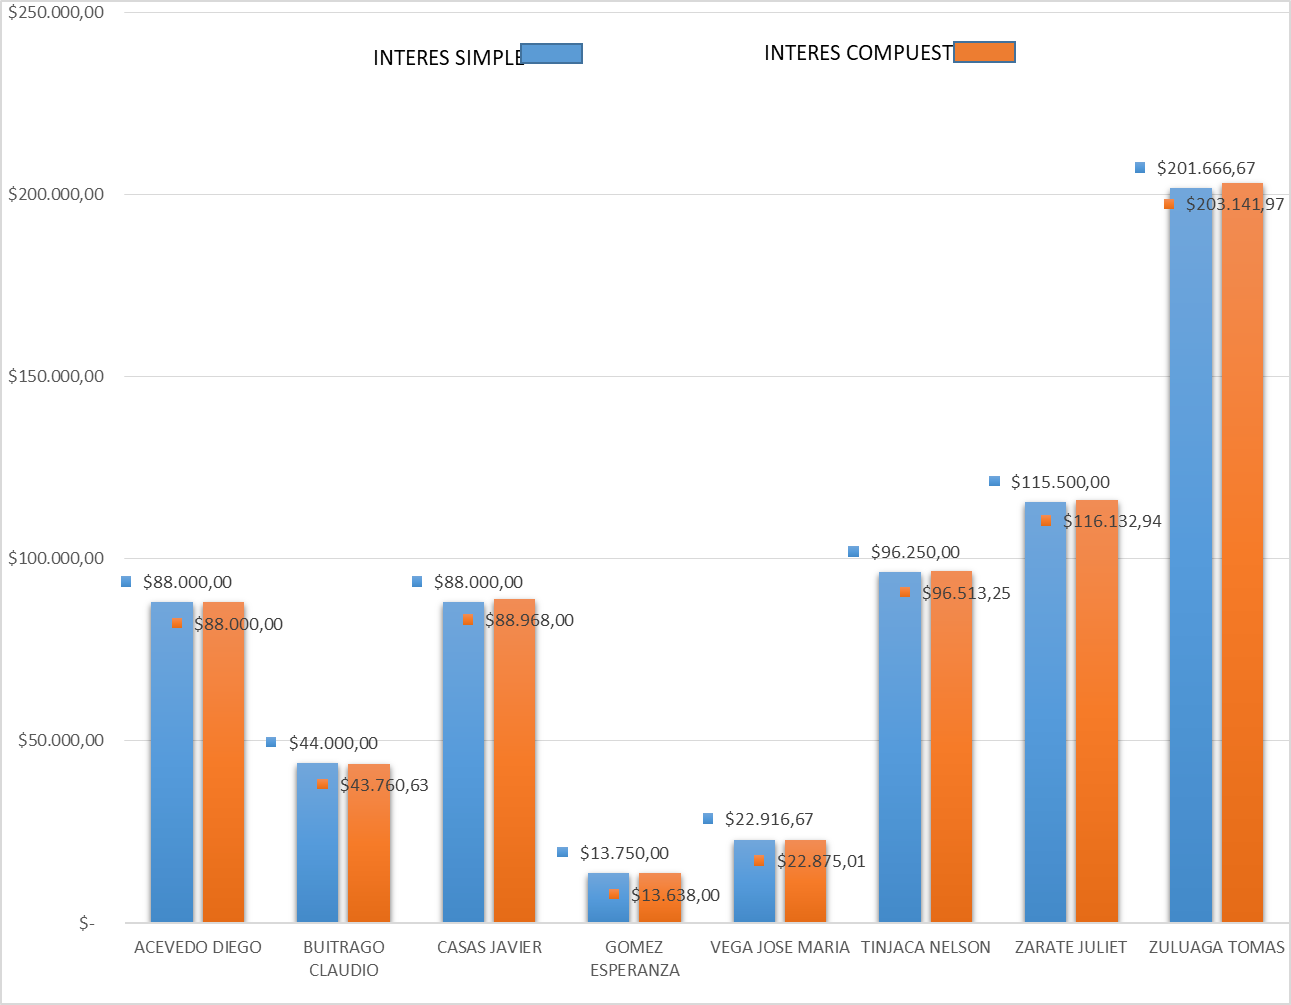 $250.000,00
INTERES SIMPLE
INTERES COMPUEST
$200.000,00
$150.000,00
$100.000,00
$50.000,00
$-
$88.000,00
$88.000,00
$44.000,00
$43.760,63
$88.000,00
$88.968,00
$13.750,00
$13.638,00
$22.916,67
$22.875,01
$96.250,00
$96.513,25
$115.500,00
$116.132,94
$201.666,67
$203.141,97
ACEVEDO DIEGO
BUITRAGO
CLAUDIO
CASAS JAVIER
GOMEZ
ESPERANZA
VEGA JOSE MARIA
TINJACA NELSON
ZARATE JULIET
ZULUAGA TOMAS